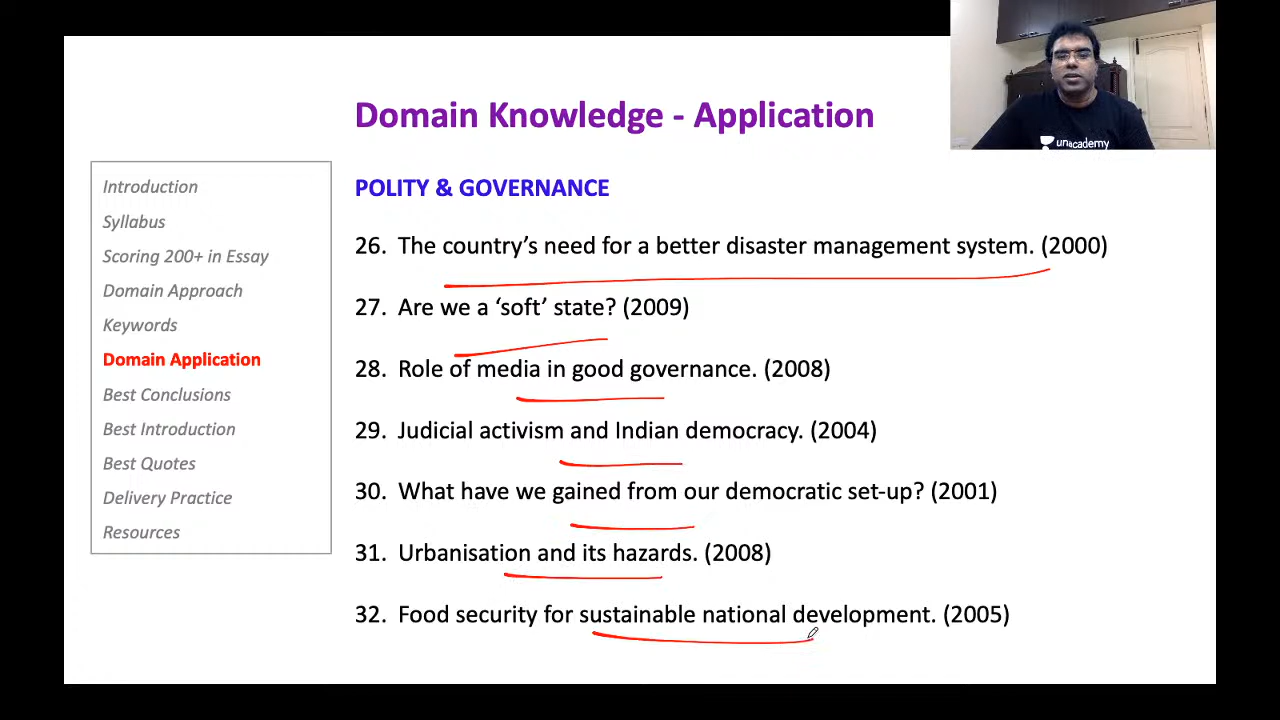 Domain Knowledge - Application
unacademy
Introduction
Syllabus
Scoring 200+ in Essay
Domain Approach
Keywords
Domain Application
Best Conclusions
Best Introduction
Best Quotes
Delivery Practice
Resources
POLITY & GOVERNANCE
26. The country's need for a better disaster management system. (2000)
27. Are we a ‘soft’ state? (2009)
28. Role of media in good governance. (2008)
29. Judicial activism and Indian democracy. (2004)
30. What have we gained from our democratic set-up? (2001)
31. Urbanisation and its hazards. (2008)
32. Food security for sustainable national development. (2005)